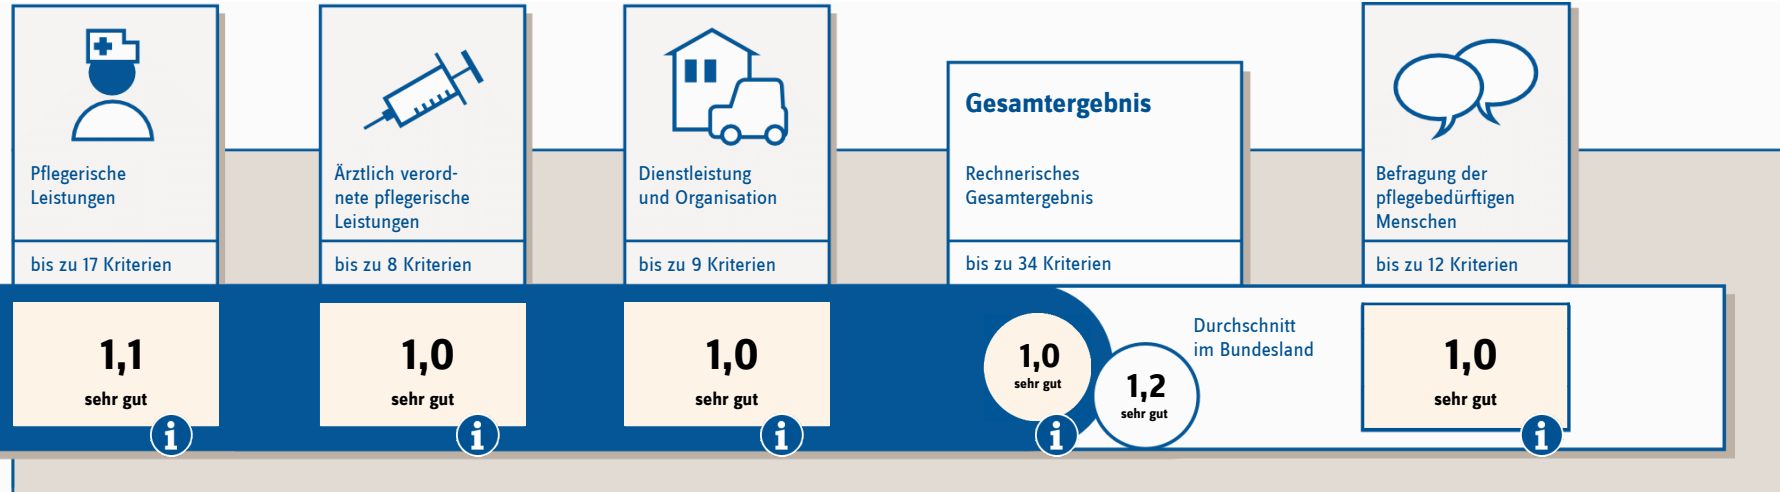 Pflegerische
Leistungen
bis zu 17 Kriterien
1,1
sehr gut
i
Ärztlich verord-
nete pflegerische
Leistungen
bis zu 8 Kriterien
1,0
sehr gut
i
Dienstleistung
und Organisation
bis zu 9 Kriterien
1,0
sehr gut
i
Gesamtergebnis
Rechnerisches
Gesamtergebnis
bis zu 34 Kriterien
1,0
sehr gut
i
Durchschnitt
im Bundesland
1,2
sehr gut
Befragung der
pflegebedürftigen
Menschen
bis zu 12 Kriterien
1,0
sehr gut
i